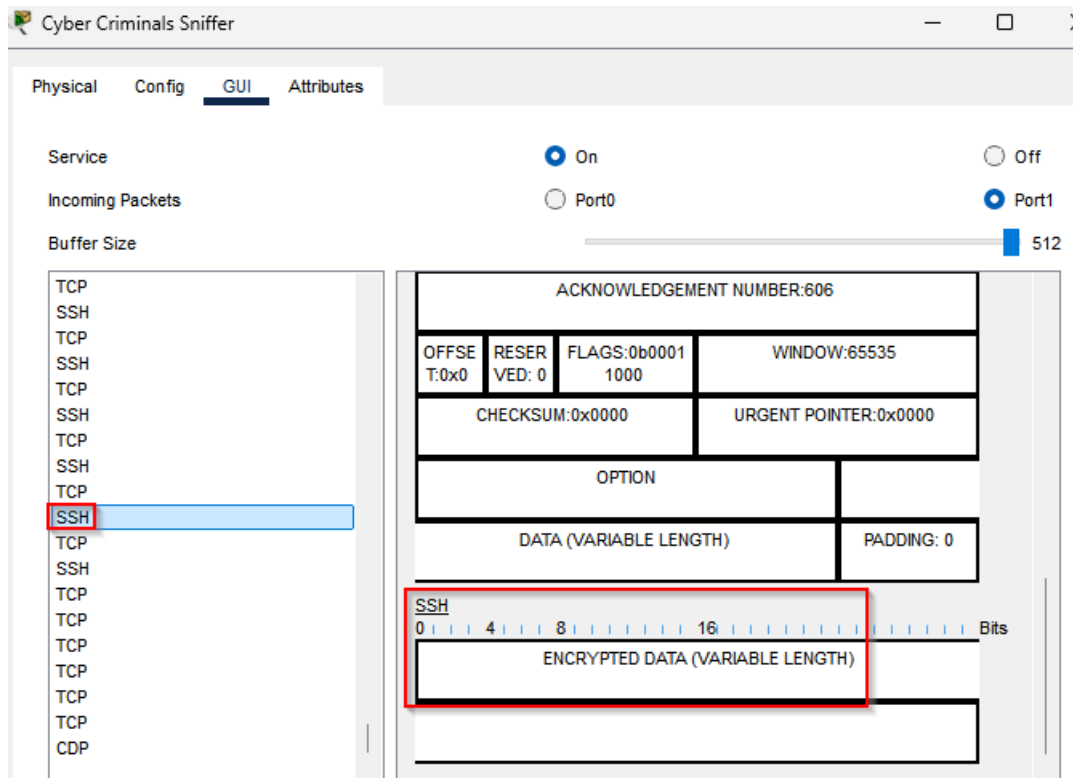 Cyber Criminals Sniffer
Physical Config GUI Attributes
Service On Off
Incoming Packets Port0 Port1
Buffer Size 512
TCP
SSH
TCP
SSH
TCP
SSH
TCP
SSH
TCP
SSH
TCP
SSH
TCP
TCP
TCP
TCP
TCP
TCP
CDP
ACKNOWLEDGEMENT NUMBER:606
OFFSE RESER FLAGS:0b0001 WINDOW:65535
T:0x0 VED: 0 1000
CHECKSUM:0x0000 URGENT POINTER:0x0000
OPTION
DATA (VARIABLE LENGTH) PADDING: 0
SSH
0 4 8 16 Bits
ENCRYPTED DATA (VARIABLE LENGTH)